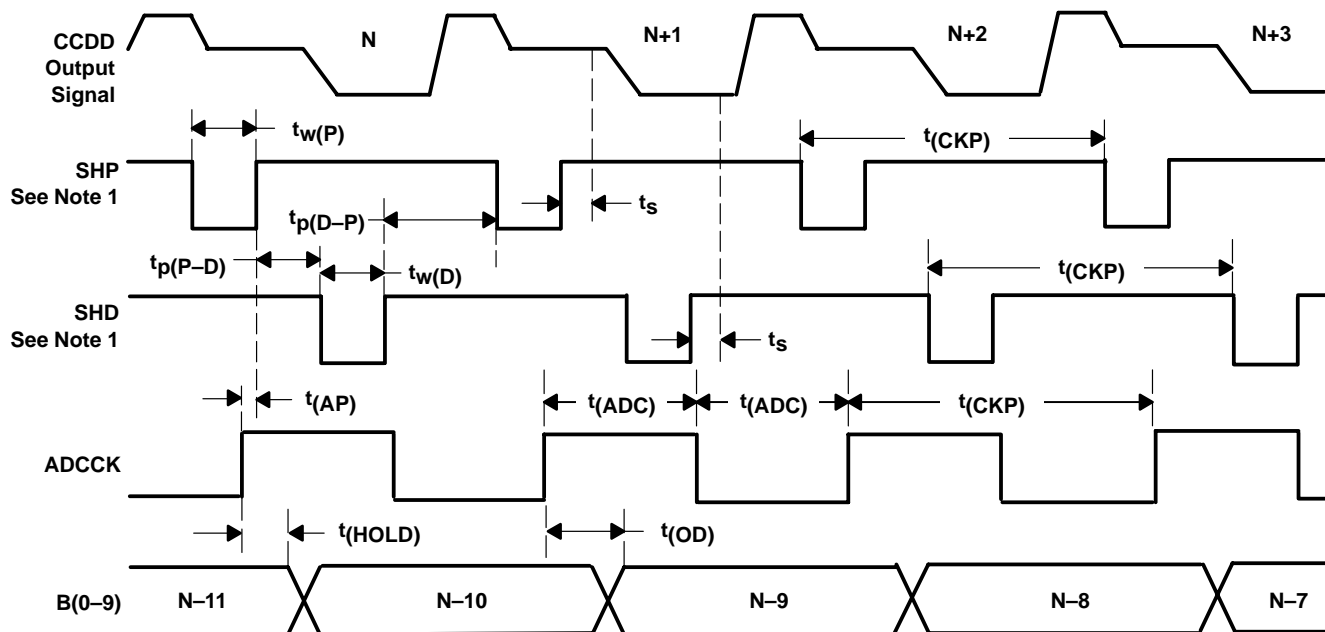 CCDD
Output
Signal
N
N+1
N+2
N+3
tw(P)
t(CKP)
SHP
See Note 1
ts
tp(D–P)
tp(P–D)
tw(D)
t(CKP)
SHD
See Note 1
ts
t(AP)
t(ADC)
t(ADC)
t(CKP)
ADCCK
t(HOLD)
t(OD)
B(0–9)
N–11
N–10
N–9
N–8
N–7